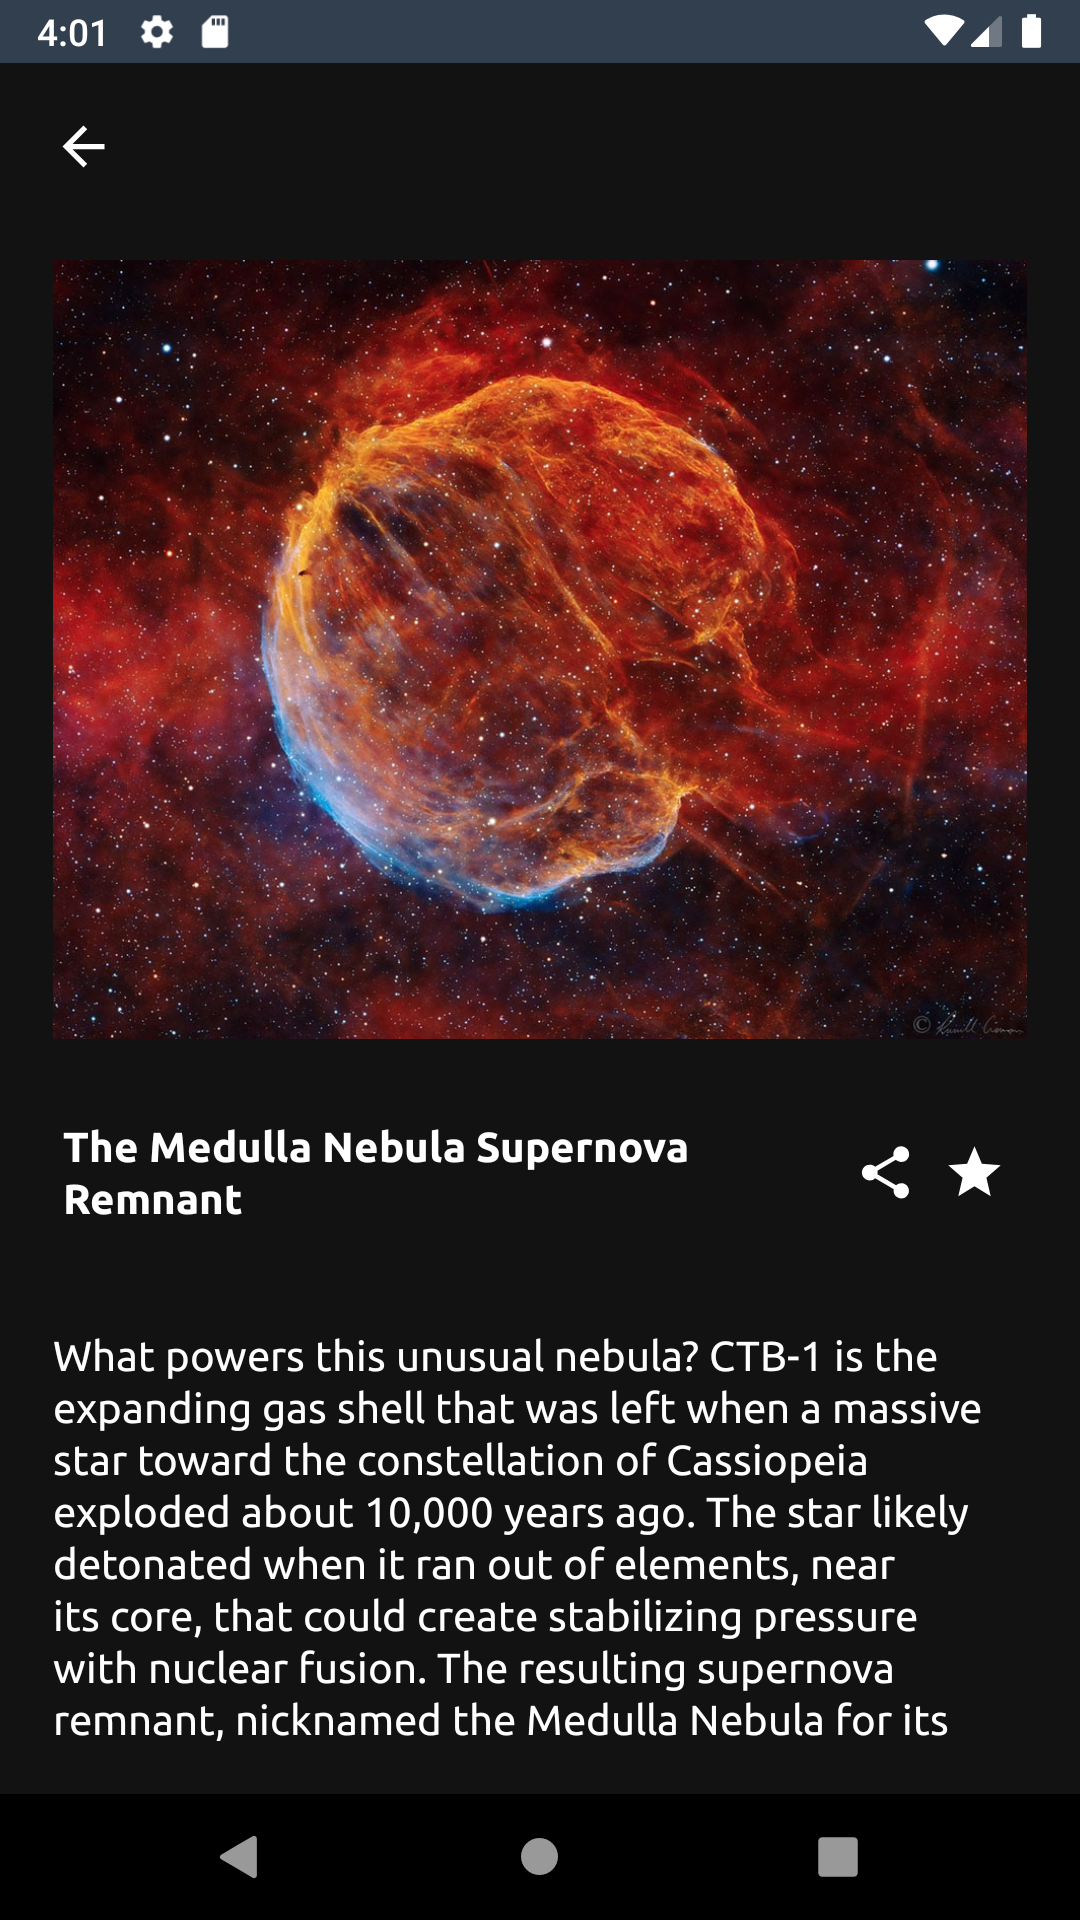 4:01
©
The Medulla Nebula Supernova
Remnant
What powers this unusual nebula? CTB-1 is the
expanding gas shell that was left when a massive
star toward the constellation of Cassiopeia
exploded about 10,000 years ago. The star likely
detonated when it ran out of elements, near
its core, that could create stabilizing pressure
with nuclear fusion. The resulting supernova
remnant, nicknamed the Medulla Nebula for its